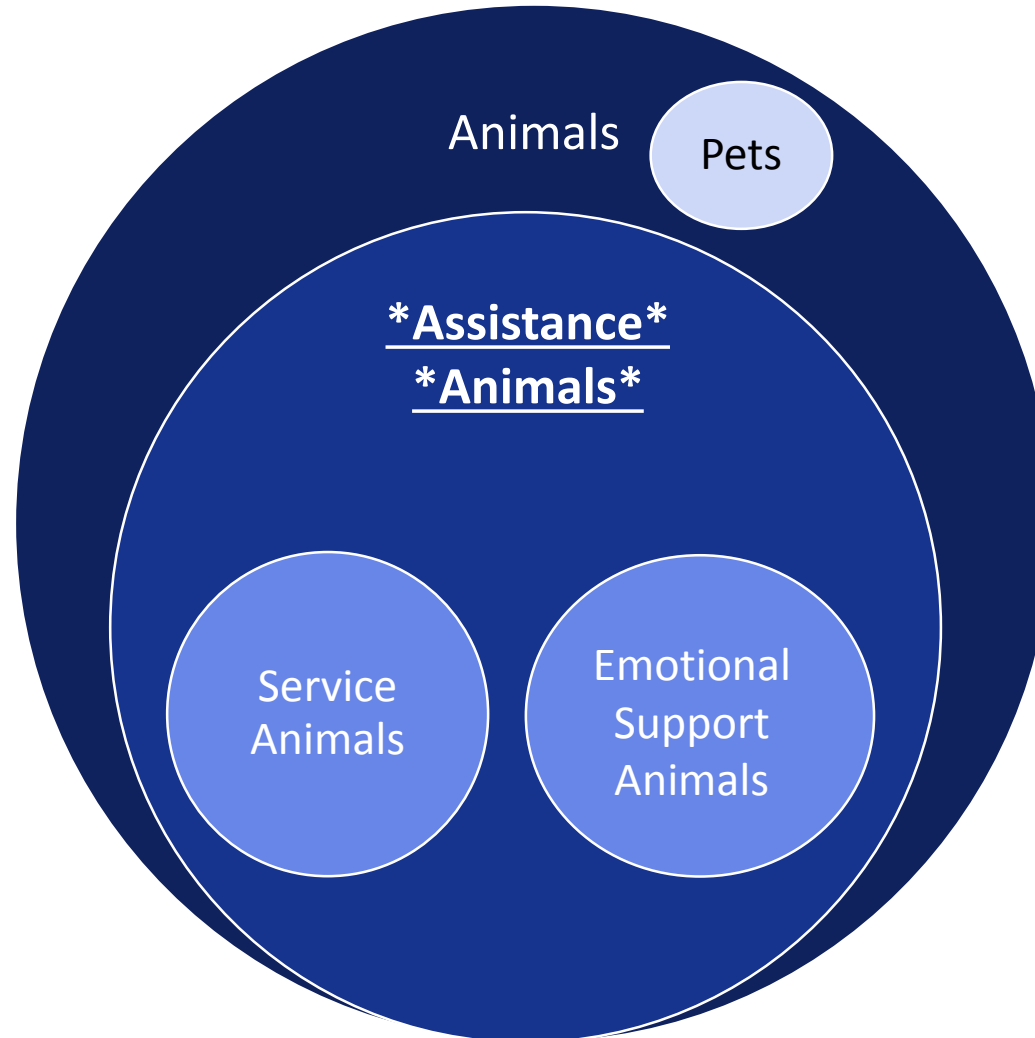 Animals
Pets
*Assistance*
*Animals*
Service
Animals
Emotional
Support
Animals